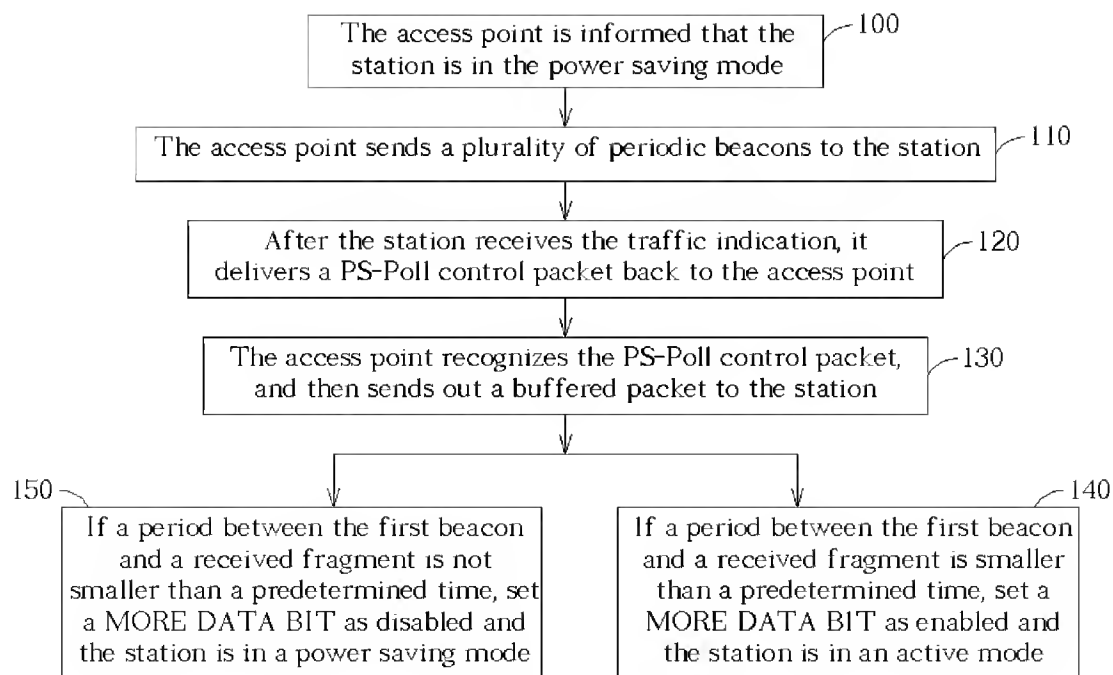 The access point is informed that the
station is in the power saving mode
100
The access point sends a plurality of periodic beacons to the station
110
After the station receives the traffic indication, it
delivers a PS-Poll control packet back to the access point
120
The access point recognizes the PS-Poll control packet,
and then sends out a buffered packet to the station
130
150
If a period between the first beacon
and a received fragment is not
smaller than a predetermined time, set
a MORE DATA BIT as disabled and
the station is in a power saving mode
140
If a period between the first beacon
and a received fragment is smaller
than a predetermined time, set a
MORE DATA BIT as enabled and
the station is in an active mode